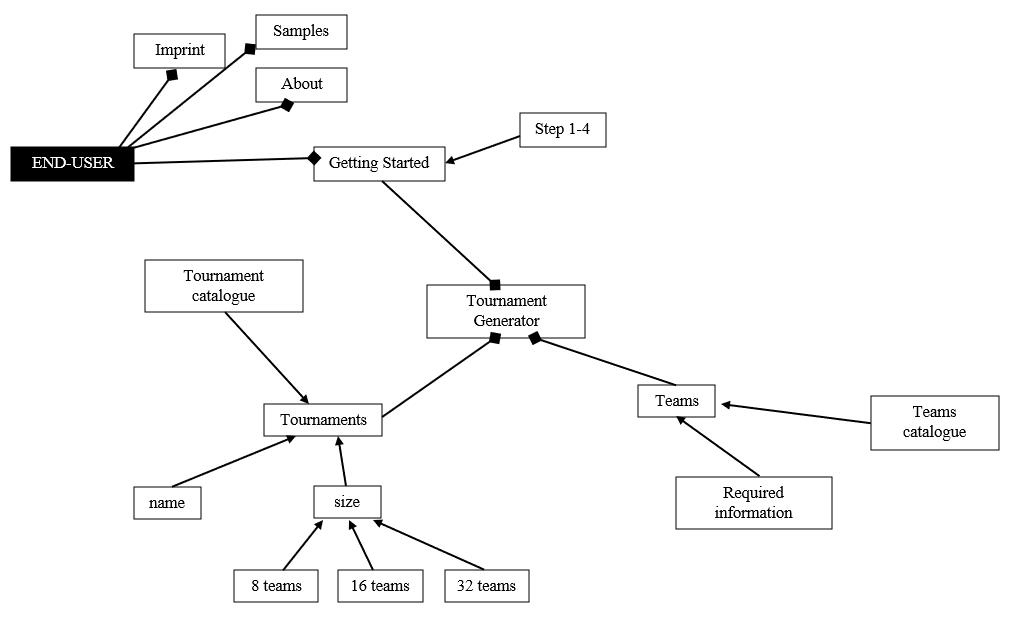 Samples
Imprint
About
Step 1-4
END-USER
Getting Started
Tournament
catalogue
Tournament
Generator
Teams
Teams
catalogue
Tournaments
Required
information
name
size
8 teams
16 teams
32 teams